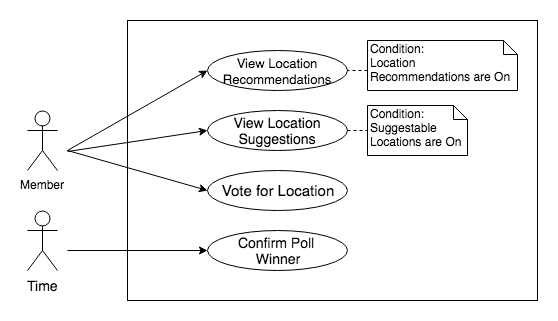 View Location
Recommendations
Condition:
Location
Recommendations are On
View Location
Suggestions
Condition:
Suggestable
Locations are On
Member
Vote for Location
Confirm Poll
Winner
Time